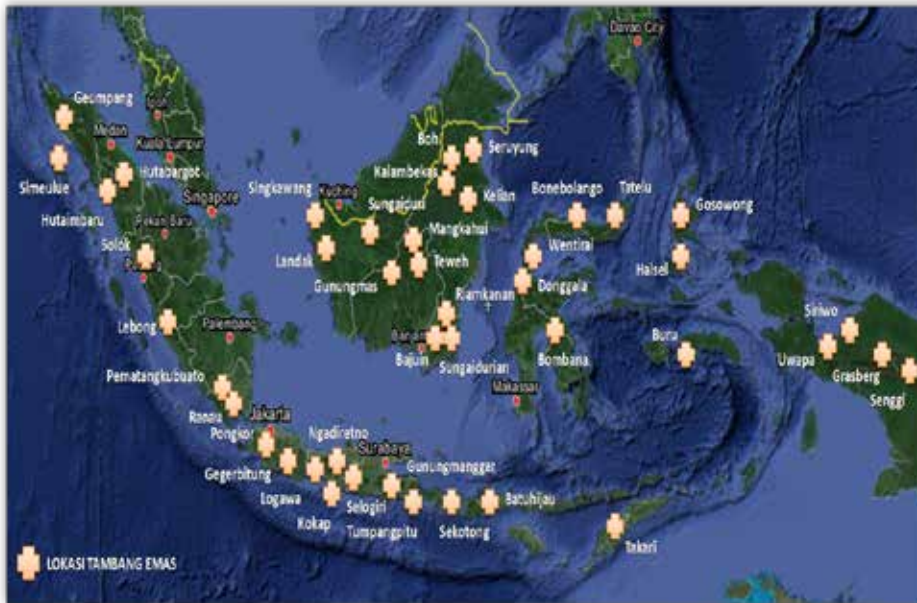 Davao City
Geumpang
Ipoh
Medan
Kuala Lumpur
Boh
Seruyung
Simeulue
Hutabargot
Kalambekas
Singkawang
Kuching
Kelian
Bonebolango
Tatelu
Singapore
Sungaiduri
Gosowong
Hutaimbaru
Pekan Baru
Mangkahui
Solok
Landak
Wentirai
Halsel
Teweh
Gunungmas
Donggala
Riamkanan
Siriwo
Lebong
Palembang
Buru
Bajuin
Bombana
Uwapa
Sungaidurian
Grasberg
Pematangkubuato
Makassar
Senggi
Ranau
Jakarta
Pongkor
Ngadiretno
Surabaya
Gunungmanggar
Gegerbitung
Logawa
Selogiri
Batuhijau
Kokap
Tumpangpitu
Sekotong
Takari
LOKASI TAMBANG EMAS